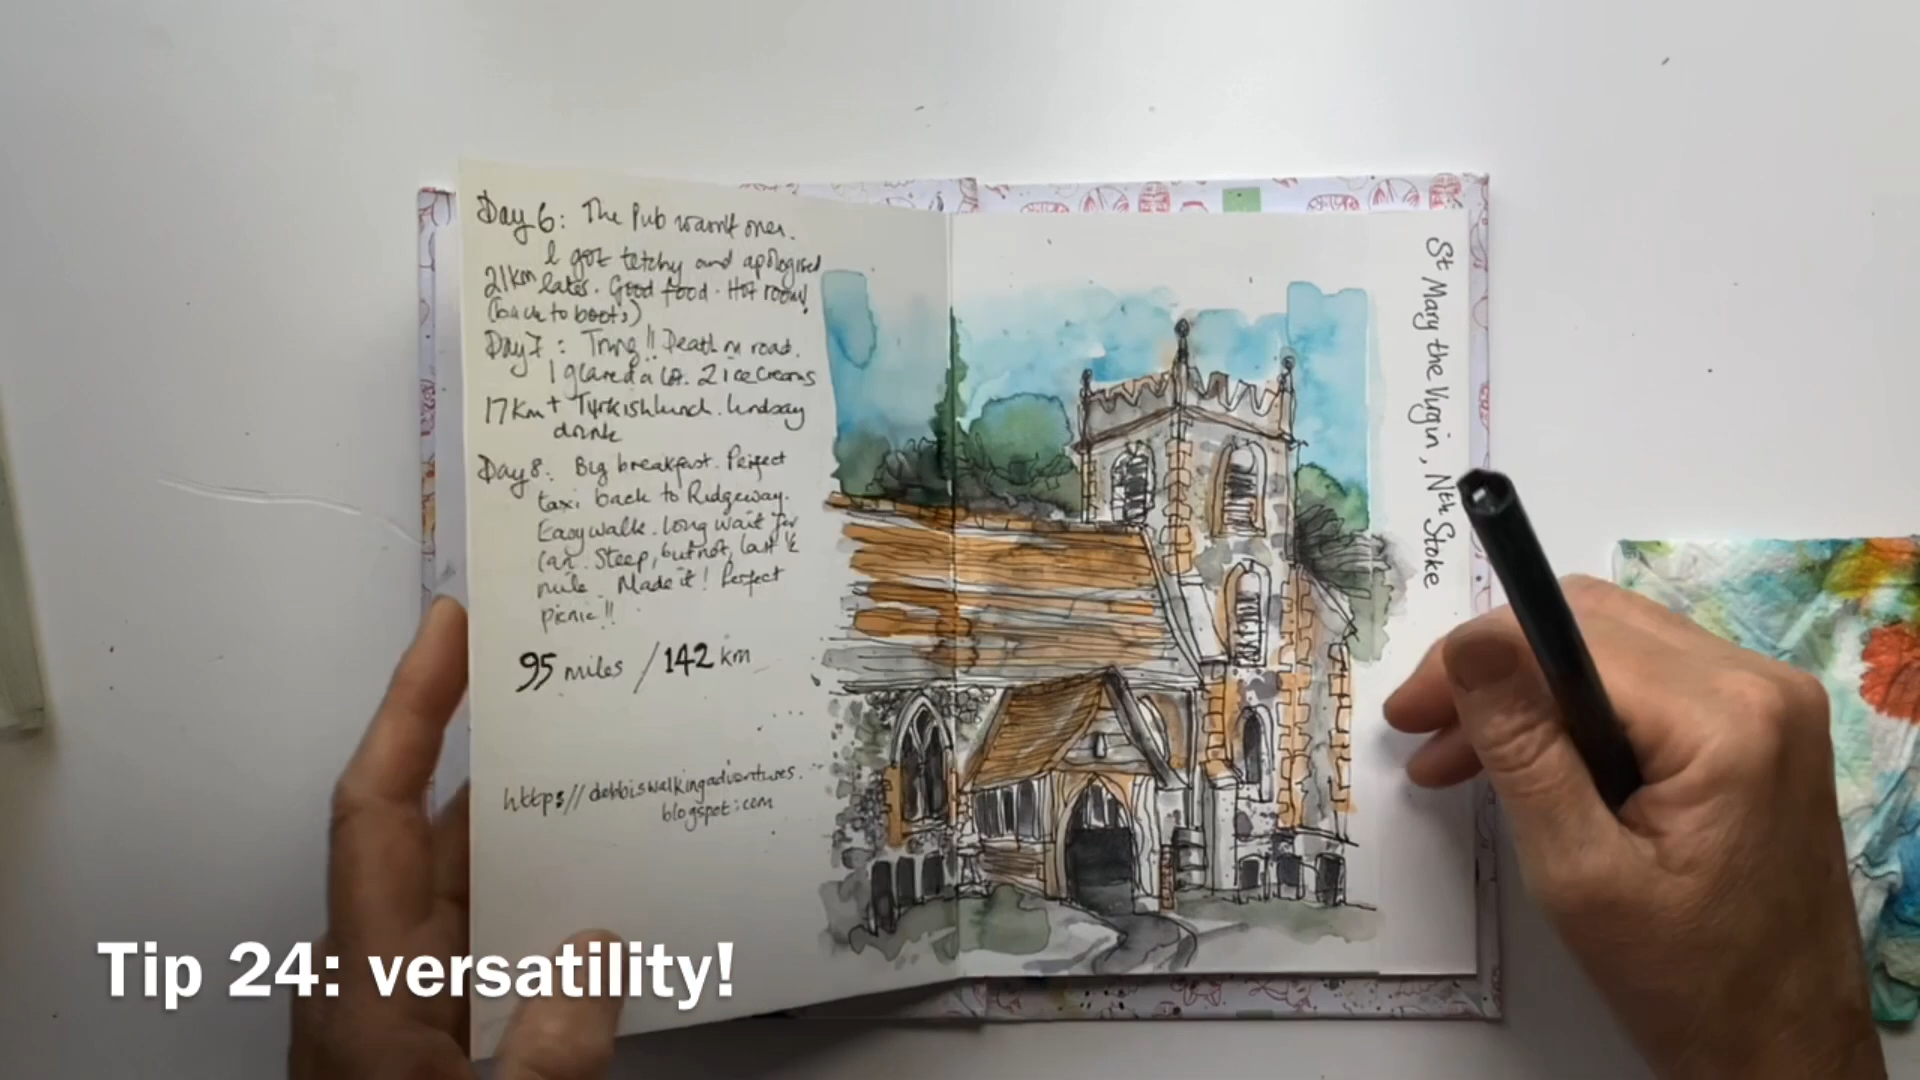 Day 6: The Pub wasn't open.
I got tetchy and apologised
21km later. Good food. Hot room!
(back to boots)
Day 7: Tring!! Death in road.
I glared a lot. 2 ice creams
17km + Turkish lunch. Lindsay
drink
Day 8. Big breakfast. Perfect
taxi back to Ridgeway.
Easy walk. Long wait for
car. Steep, but not, last ½
mile. Made it! Perfect
picnic!!
95 miles / 142 km
https://debbiswalkingadventures.
blogspot.com
St Mary the Virgin, Nth Stoke
Tip 24: versatility!